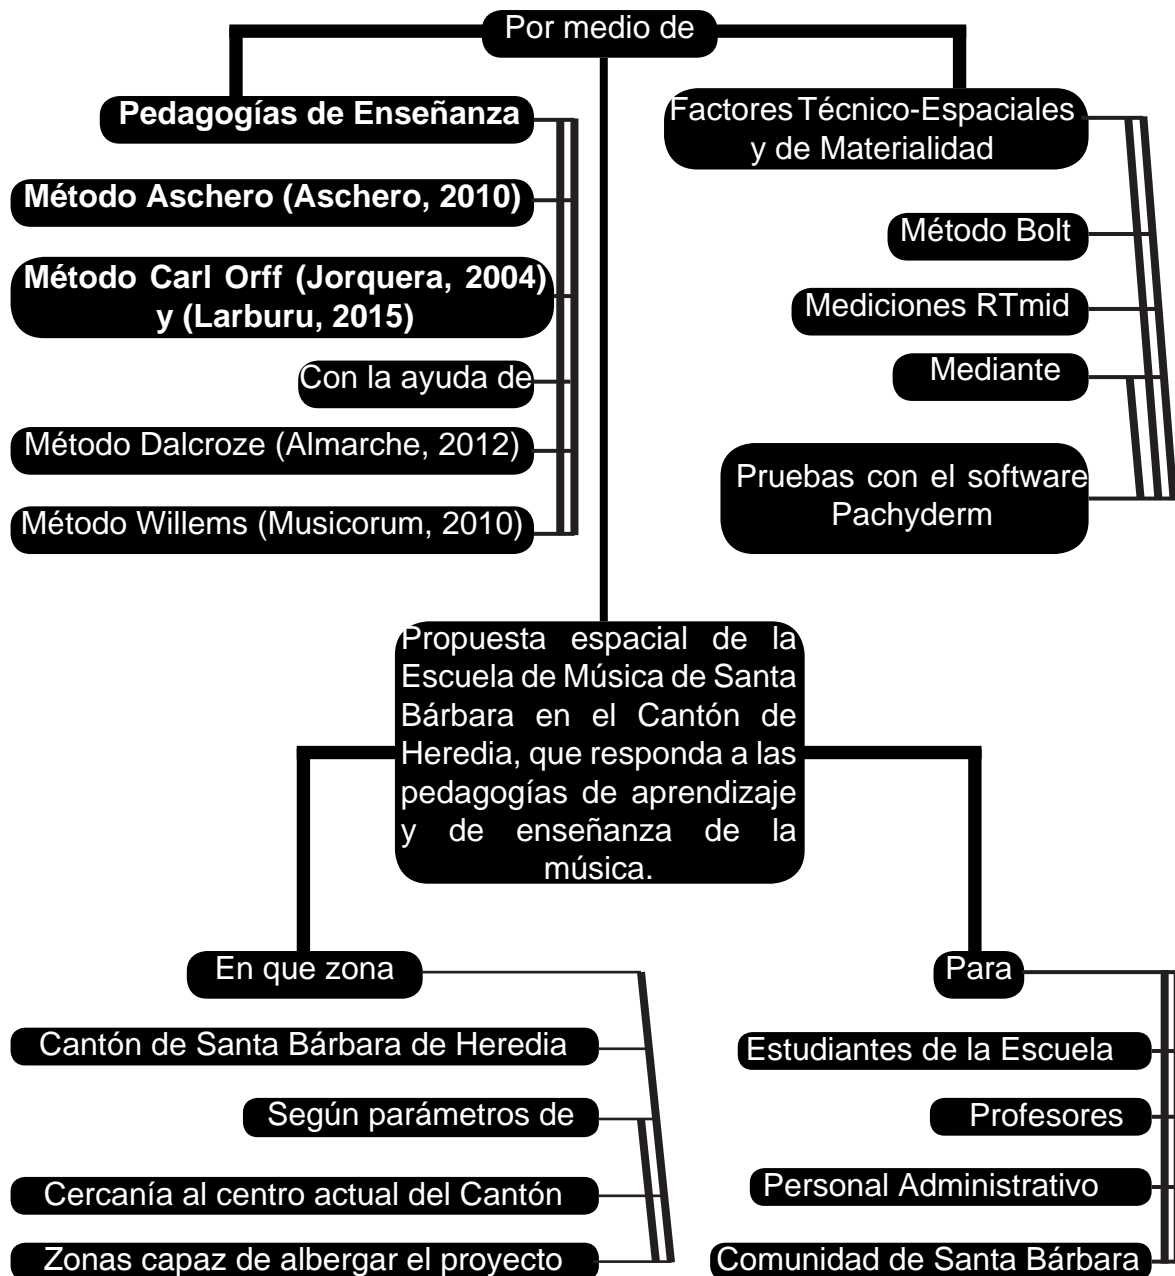 Por medio de
Pedagogías de Enseñanza
Método Aschero (Aschero, 2010)
Método Carl Orff (Jorquera, 2004)
y (Larburu, 2015)
Con la ayuda de
Método Dalcroze (Almarche, 2012)
Método Willems (Musicorum, 2010)
Factores Técnico-Espaciales
y de Materialidad
Método Bolt
Mediciones RTmid
Mediante
Pruebas con el software
Pachyderm
Propuesta espacial de la
Escuela de Música de Santa
Bárbara en el Cantón de
Heredia, que responda a las
pedagogías de aprendizaje
y de enseñanza de la
música.
En que zona
Cantón de Santa Bárbara de Heredia
Según parámetros de
Cercanía al centro actual del Cantón
Zonas capaz de albergar el proyecto
Para
Estudiantes de la Escuela
Profesores
Personal Administrativo
Comunidad de Santa Bárbara